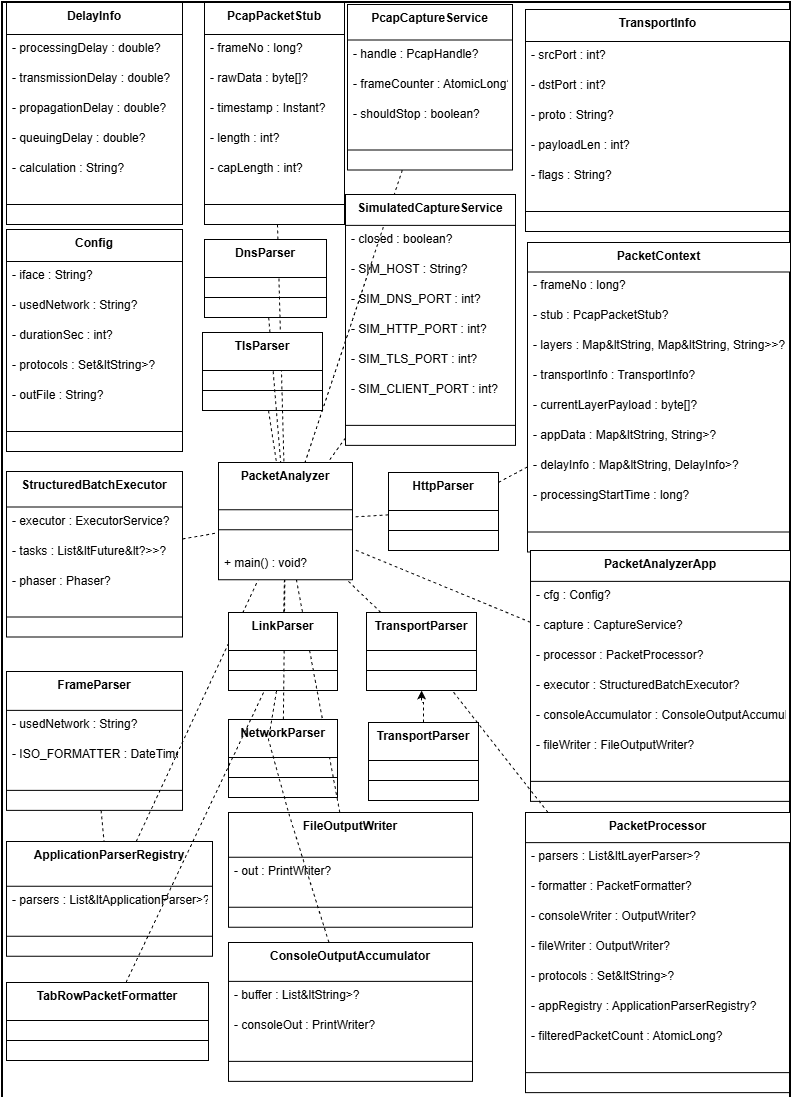 DelayInfo
- processingDelay : double?
- transmissionDelay : double?
- propagationDelay : double?
- queuingDelay : double?
- calculation : String?
PcapPacketStub
- frameNo : long?
- rawData : byte[]?
- timestamp : Instant?
- length : int?
- capLength : int?
PcapCaptureService
- handle : PcapHandle?
- frameCounter : AtomicLong?
- shouldStop : boolean?
TransportInfo
- srcPort : int?
- dstPort : int?
- proto : String?
- payloadLen : int?
- flags : String?
Config
- iface : String?
- usedNetwork : String?
- durationSec : int?
- protocols : Set&ltString>?
- outFile : String?
DnsParser
TlsParser
SimulatedCaptureService
- closed : boolean?
- SIM_HOST : String?
- SIM_DNS_PORT : int?
- SIM_HTTP_PORT : int?
- SIM_TLS_PORT : int?
- SIM_CLIENT_PORT : int?
PacketContext
- frameNo : long?
- stub : PcapPacketStub?
- layers : Map&ltString, Map&ltString, String>>?
- transportInfo : TransportInfo?
- currentLayerPayload : byte[]?
- appData : Map&ltString, String>?
- delayInfo : Map&ltString, DelayInfo>?
- processingStartTime : long?
StructuredBatchExecutor
- executor : ExecutorService?
- tasks : List&ltFuture&lt?>>?
- phaser : Phaser?
PacketAnalyzer
+ main() : void?
HttpParser
PacketAnalyzerApp
- cfg : Config?
- capture : CaptureService?
- processor : PacketProcessor?
- executor : StructuredBatchExecutor?
- consoleAccumulator : ConsoleOutputAccumul
- fileWriter : FileOutputWriter?
LinkParser
TransportParser
FrameParser
- usedNetwork : String?
- ISO_FORMATTER : DateTim
NetworkParser
TransportParser
ApplicationParserRegistry
- parsers : List&ltApplicationParser>?
FileOutputWriter
- out : PrintWriter?
PacketProcessor
- parsers : List&ltLayerParser>?
- formatter : PacketFormatter?
- consoleWriter : OutputWriter?
- fileWriter : OutputWriter?
- protocols : Set&ltString>?
- appRegistry : ApplicationParserRegistry?
- filteredPacketCount : AtomicLong?
TabRowPacketFormatter
ConsoleOutputAccumulator
- buffer : List&ltString>?
- consoleOut : PrintWriter?